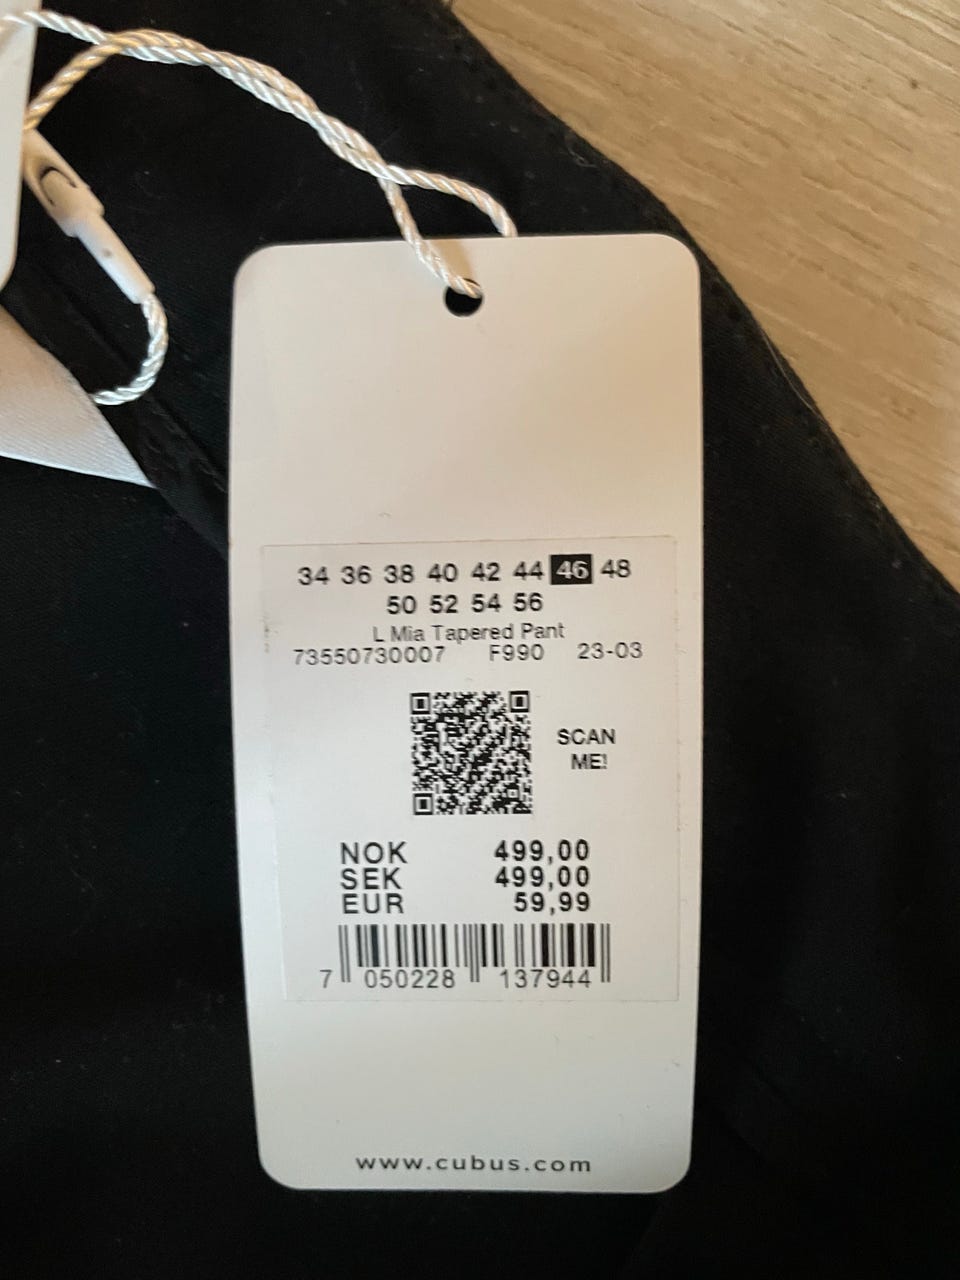 34 36 38 40 42 44 46 48
50 52 54 56
L Mia Tapered Pant
73550730007 F990 23-03
SCAN
ME!
NOK 499,00
SEK 499,00
EUR 59,99
7 050228 137944
www.cubus.com